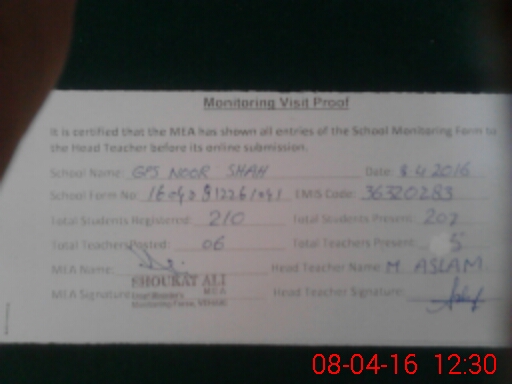 Monitoring Visit Proof
It is certified that the MEA has shown all entries of the School Monitoring Form to
the Head Teacher before its online submission.
School Name: GPS NOOR SHAH Date: 8.4.2016
School Form No: EMIS Code: 36320283
Total Students Registered: 210 Total Students Present: 207
Total Teachers Posted: 06 Total Teachers Present: 5
MEA Name: Head Teacher Name: M. ASLAM
SHOUKAT ALI
MEA Signature: MEA Head Teacher Signature:
08-04-16 12:30